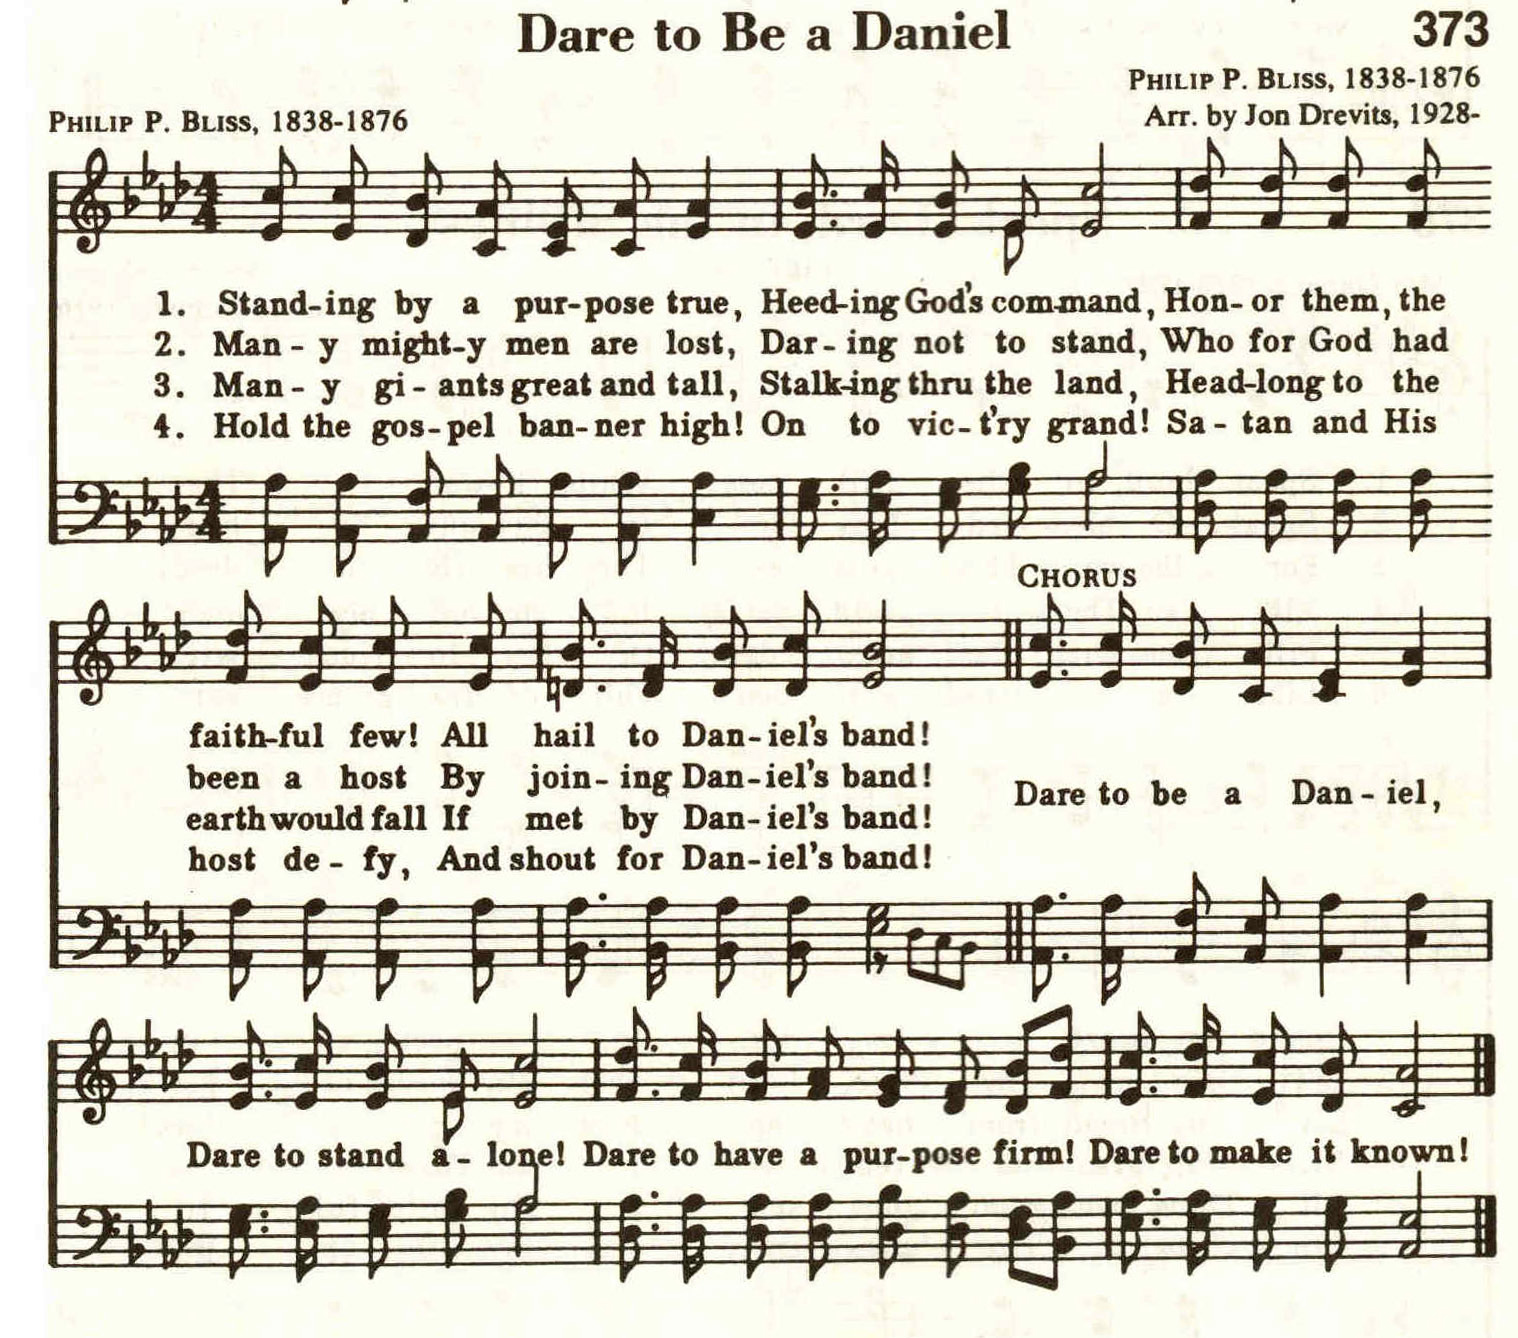 Dare to Be a Daniel
373
PHILIP P. BLISS, 1838-1876
PHILIP P. BLISS, 1838-1876
Arr. by Jon Drevits, 1928-
4
4
1. Stand-ing by a pur-pose true, Heed-ing God's com-mand, Hon- or them, the
2. Man - y might-y men are lost, Dar - ing not to stand, Who for God had
3. Man - y gi - ants great and tall, Stalk-ing thru the land, Head-long to the
4. Hold the gos-pel ban-ner high! On to vic-t'ry grand! Sa - tan and His
4
4
CHORUS
faith-ful few! All hail to Dan-iel's band!
been a host By join-ing Dan-iel's band!
earth would fall If met by Dan-iel's band!
host de - fy, And shout for Dan-iel's band!
Dare to be a Dan - iel,
Dare to stand a - lone! Dare to have a pur-pose firm! Dare to make it known!